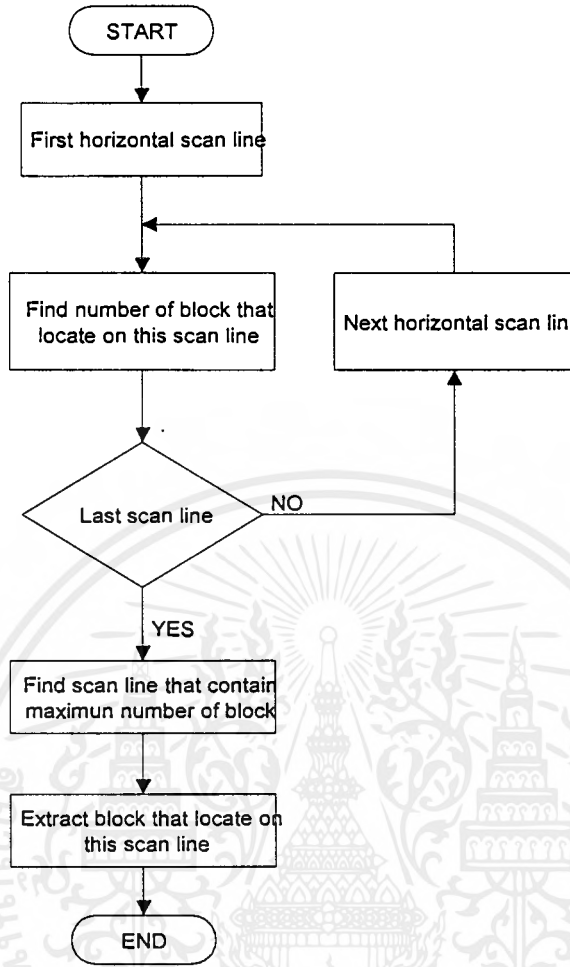 START
First horizontal scan line
Find number of block that
locate on this scan line
Next horizontal scan lin
Last scan line
NO
YES
Find scan line that contain
maximun number of block
Extract block that locate on
this scan line
END